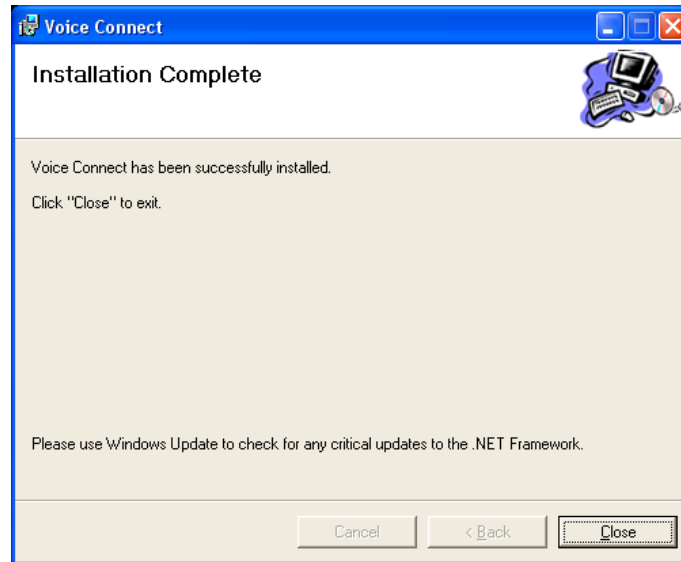 Voice Connect
Installation Complete
Voice Connect has been successfully installed.
Click "Close" to exit.
Please use Windows Update to check for any critical updates to the .NET Framework.
Cancel
< Back
Close